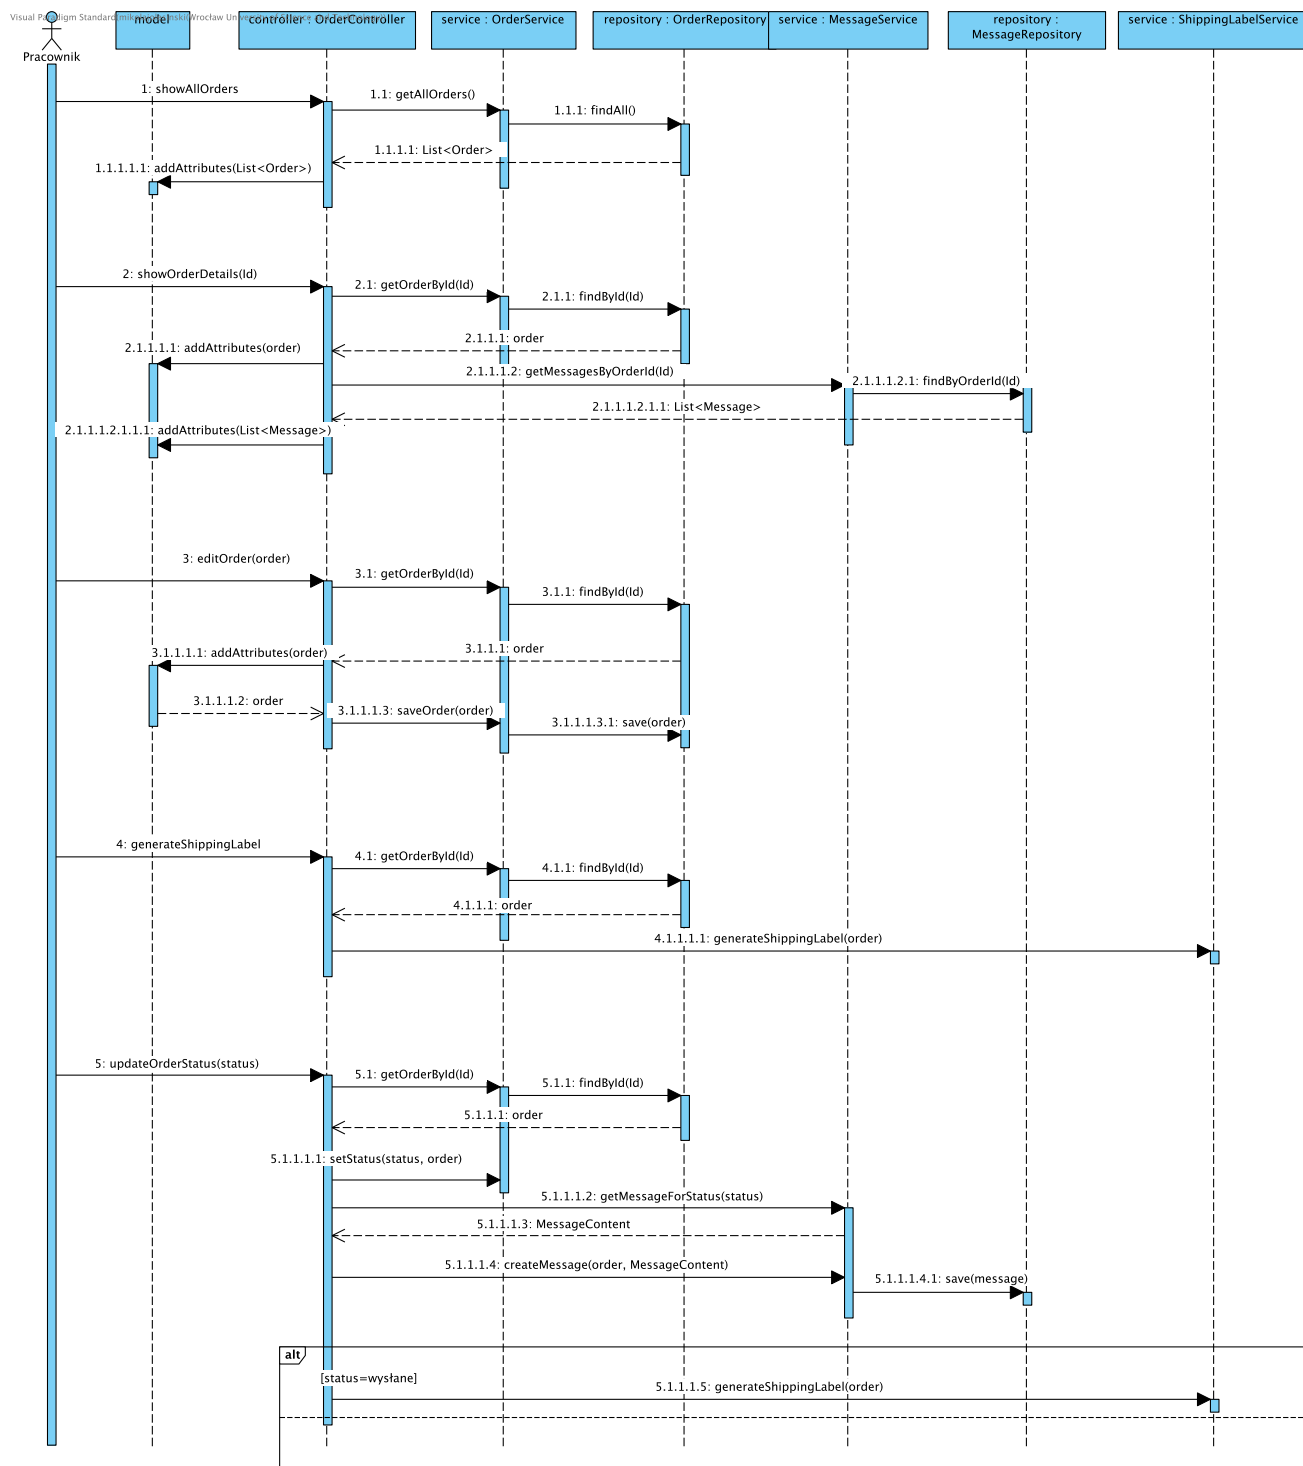 Visual Paradigm Standard
Pracownik
model
controller : OrderController
service : OrderService
repository : OrderRepository
service : MessageService
repository :
MessageRepository
service : ShippingLabelService
1: showAllOrders
1.1: getAllOrders()
1.1.1: findAll()
1.1.1.1: List<Order>
1.1.1.1.1: addAttributes(List<Order>)
2: showOrderDetails(Id)
2.1: getOrderById(Id)
2.1.1: findById(Id)
2.1.1.1: order
2.1.1.1.1: addAttributes(order)
2.1.1.1.2: getMessagesByOrderId(Id)
2.1.1.1.2.1: findByOrderId(Id)
2.1.1.1.2.1.1: List<Message>
2.1.1.1.2.1.1.1: addAttributes(List<Message>)
3: editOrder(order)
3.1: getOrderById(Id)
3.1.1: findById(Id)
3.1.1.1: order
3.1.1.1.1: addAttributes(order)
3.1.1.1.2: order
3.1.1.1.3: saveOrder(order)
3.1.1.1.3.1: save(order)
4: generateShippingLabel
4.1: getOrderById(Id)
4.1.1: findById(Id)
4.1.1.1: order
4.1.1.1.1: generateShippingLabel(order)
5: updateOrderStatus(status)
5.1: getOrderById(Id)
5.1.1: findById(Id)
5.1.1.1: order
5.1.1.1.1: setStatus(status, order)
5.1.1.1.2: getMessageForStatus(status)
5.1.1.1.3: MessageContent
5.1.1.1.4: createMessage(order, MessageContent)
5.1.1.1.4.1: save(message)
alt
[status=wysłane]
5.1.1.1.5: generateShippingLabel(order)